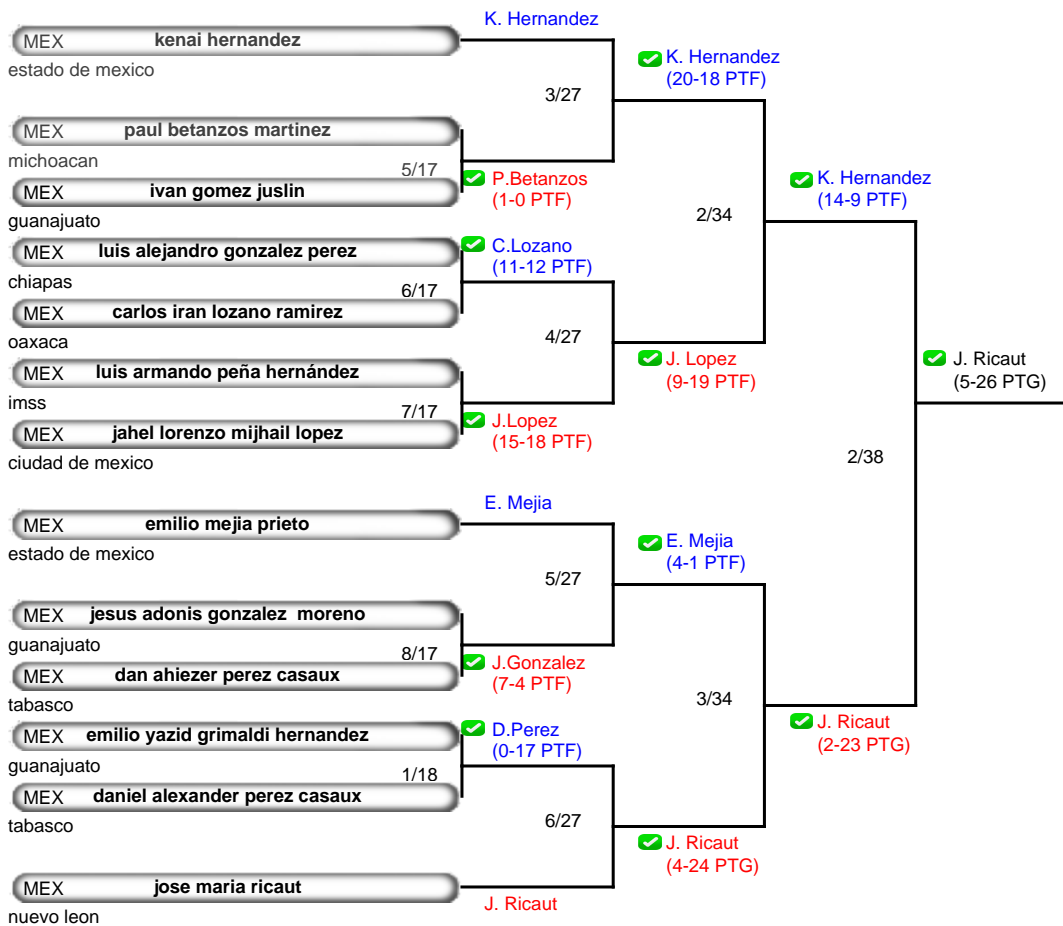 K. Hernandez
MEX kenai hernandez
estado de mexico
K. Hernandez
(20-18 PTF)
3/27
MEX paul betanzos martinez
michoacan
5/17
P.Betanzos
(1-0 PTF)
MEX ivan gomez juslin
guanajuato
K. Hernandez
(14-9 PTF)
2/34
MEX luis alejandro gonzalez perez
chiapas
C.Lozano
(11-12 PTF)
6/17
MEX carlos iran lozano ramirez
oaxaca
4/27
J. Lopez
(9-19 PTF)
MEX luis armando peña hernández
imss
7/17
J.Lopez
(15-18 PTF)
MEX jahel lorenzo mijhail lopez
ciudad de mexico
J. Ricaut
(5-26 PTG)
2/38
E. Mejia
MEX emilio mejia prieto
estado de mexico
E. Mejia
(4-1 PTF)
5/27
MEX jesus adonis gonzalez  moreno
guanajuato
8/17
J.Gonzalez
(7-4 PTF)
MEX dan ahiezer perez casaux
tabasco
3/34
J. Ricaut
(2-23 PTG)
MEX emilio yazid grimaldi hernandez
guanajuato
D.Perez
(0-17 PTF)
1/18
MEX daniel alexander perez casaux
tabasco
6/27
J. Ricaut
(4-24 PTG)
MEX jose maria ricaut
nuevo leon
J. Ricaut